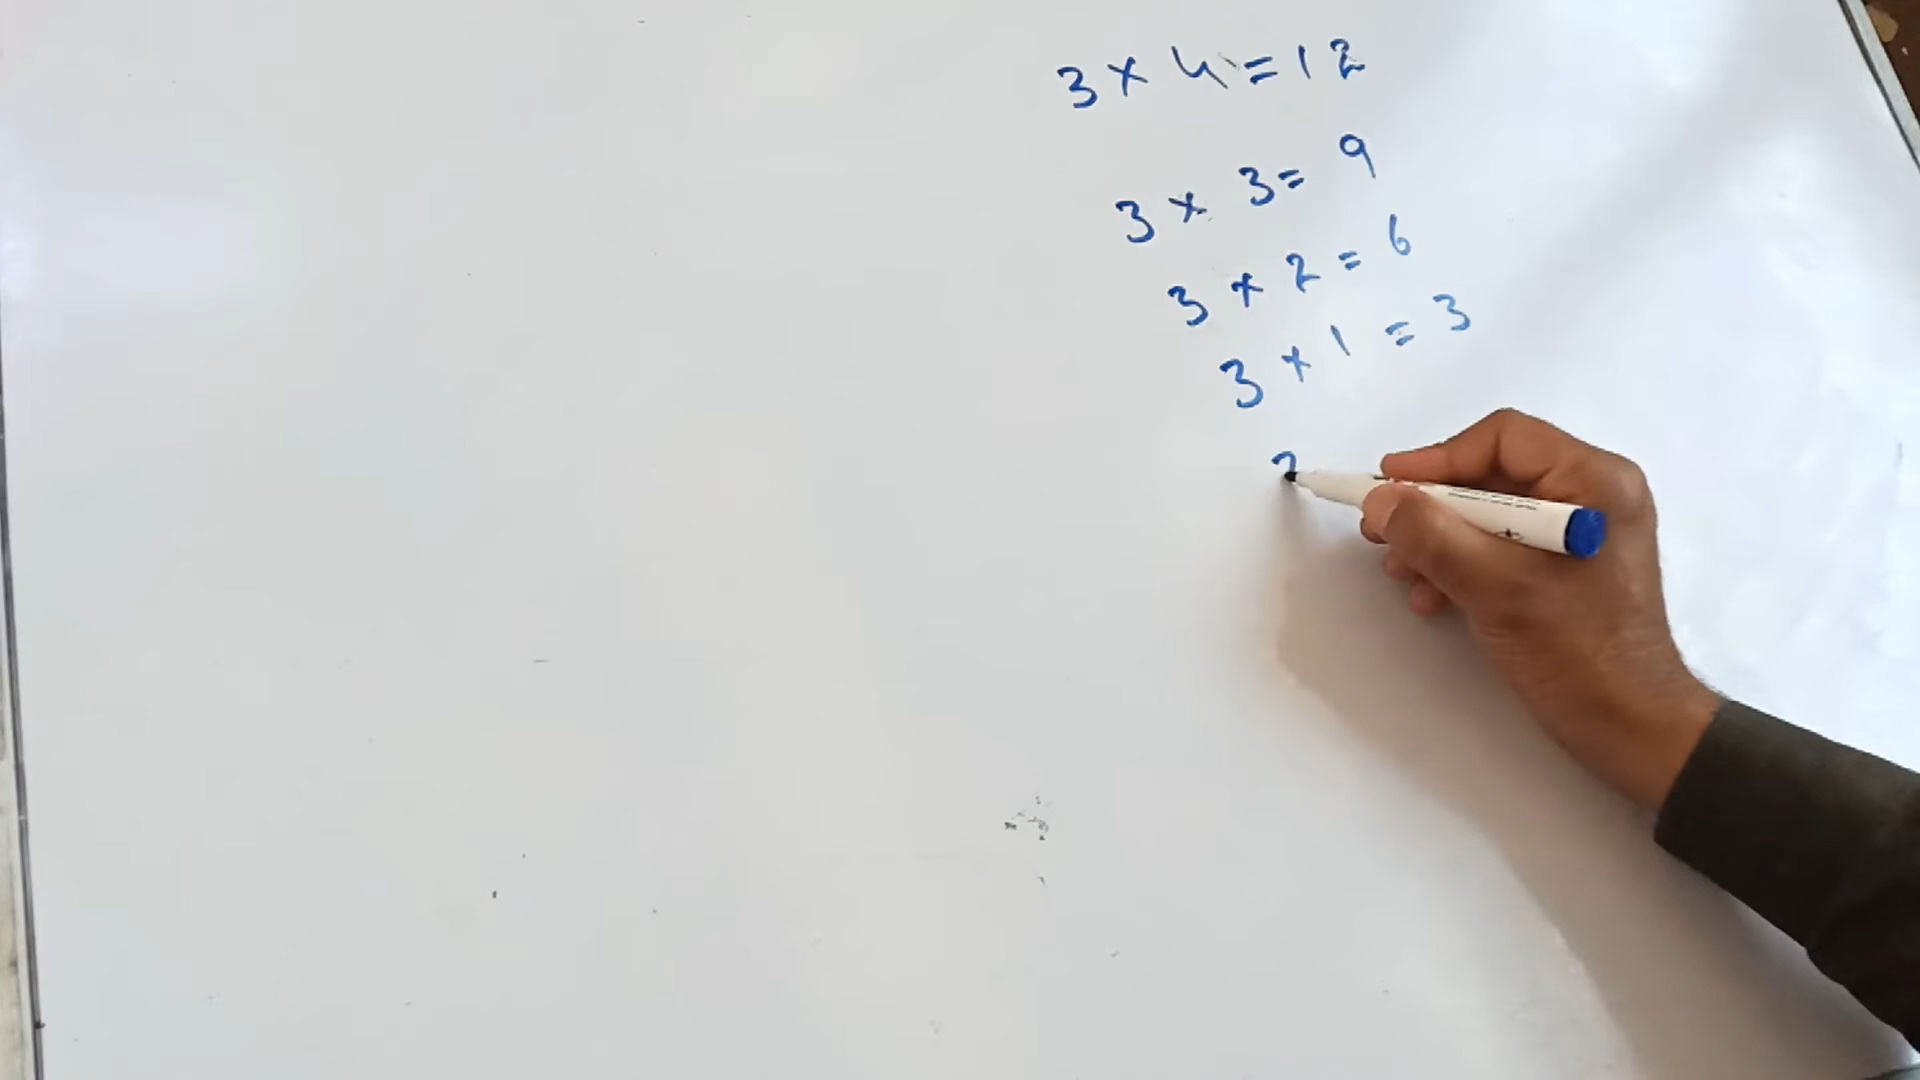 3 × 4 = 12
3 × 3 = 9
3 × 2 = 6
3 × 1 = 3